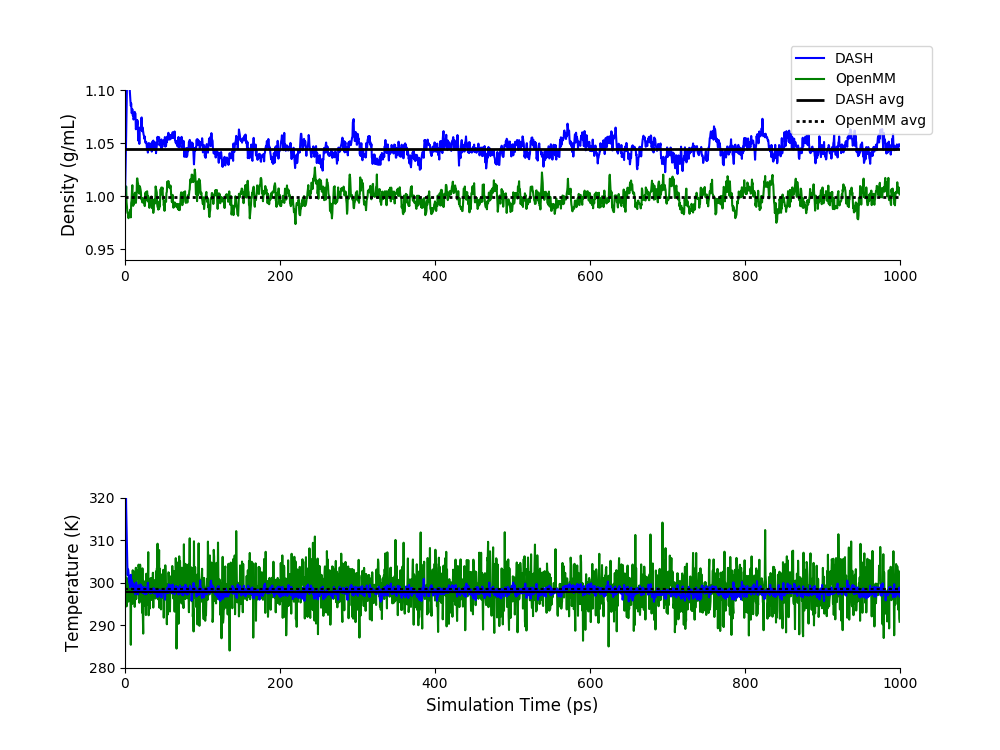 DASH
OpenMM
DASH avg
OpenMM avg
Density (g/mL)
1.10
1.05
1.00
0.95
0 200 400 600 800 1000
Temperature (K)
320
310
300
290
280
0 200 400 600 800 1000
Simulation Time (ps)